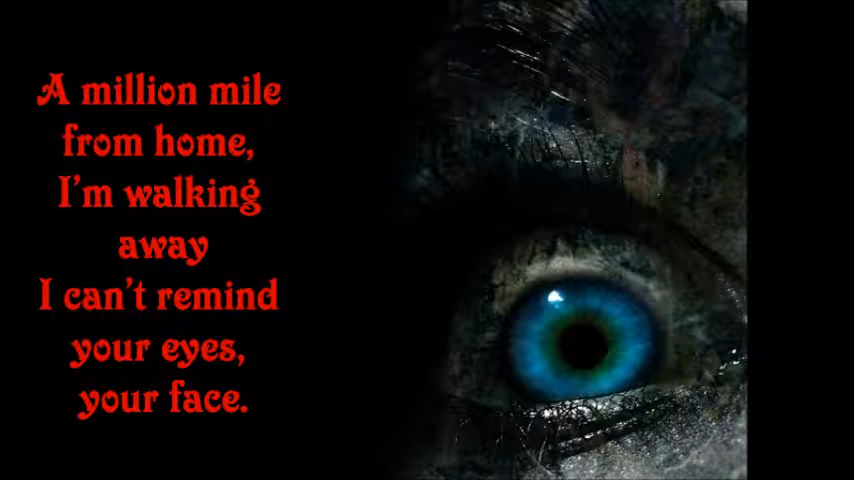 A million mile
from home,
I'm walking
away
I can't remind
your eyes,
your face.